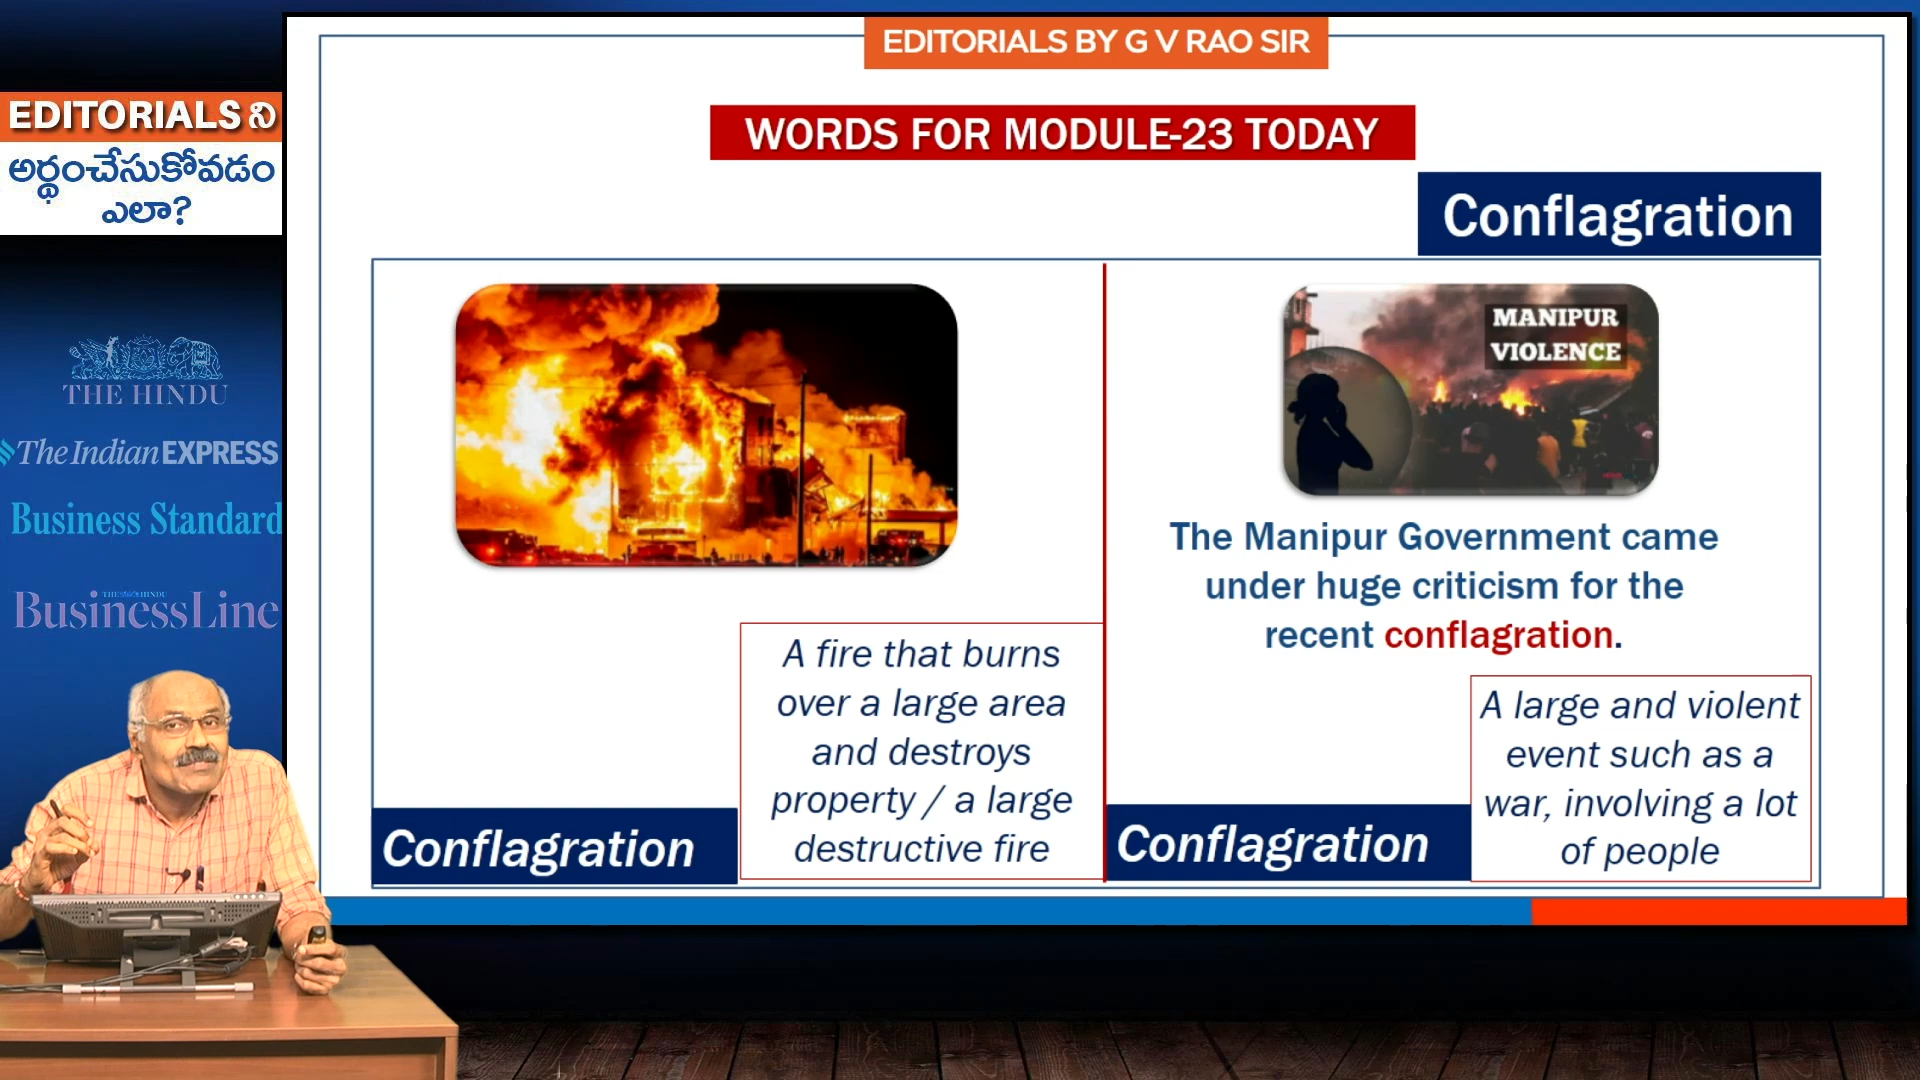 EDITORIALS BY G V RAO SIR
EDITORIALS ని
అర్థంచేసుకోవడం
ఎలా?
THE HINDU
The Indian EXPRESS
Business Standard
THE HINDU
BusinessLine
WORDS FOR MODULE-23 TODAY
Conflagration
MANIPUR
VIOLENCE
The Manipur Government came
under huge criticism for the
recent conflagration.
A fire that burns
over a large area
and destroys
property / a large
destructive fire
Conflagration
A large and violent
event such as a
war, involving a lot
of people
Conflagration